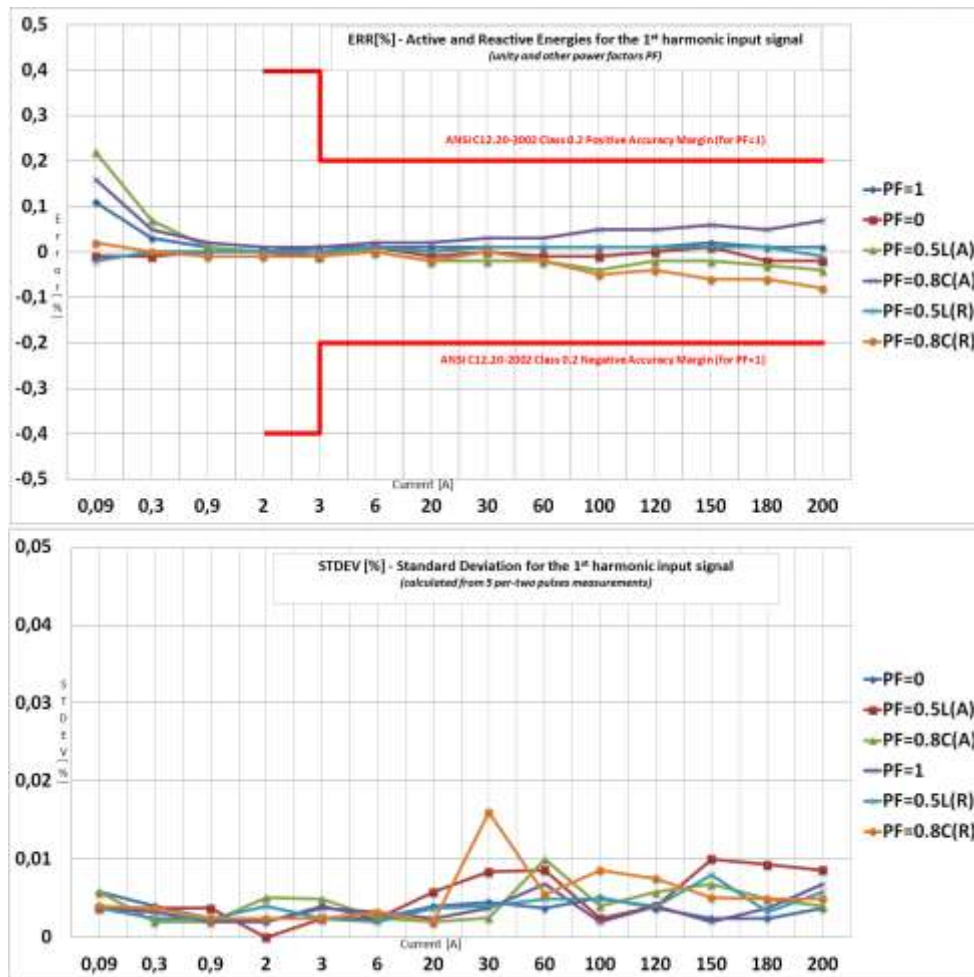 0,5
ERR[%] - Active and Reactive Energies for the 1st harmonic input signal
(unity and other power factors PF)
0,4
0,3
ANSI C12.20-2002 Class 0.2 Positive Accuracy Margin (for PF=1)
0,2
0,1
0
-0,1
-0,2
-0,3
-0,4
-0,5
Error [%]
ANSI C12.20-2002 Class 0.2 Negative Accuracy Margin (for PF=1)
PF=1
PF=0
PF=0.5L(A)
PF=0.8C(A)
PF=0.5L(R)
PF=0.8C(R)
Current [A]
0,09 0,3 0,9 2 3 6 20 30 60 100 120 150 180 200
0,05
STDEV [%] - Standard Deviation for the 1st harmonic input signal
(calculated from 5 per-two pulses measurements)
0,04
0,03
0,02
0,01
0
STDEV [%]
PF=0
PF=0.5L(A)
PF=0.8C(A)
PF=1
PF=0.5L(R)
PF=0.8C(R)
Current [A]
0,09 0,3 0,9 2 3 6 20 30 60 100 120 150 180 200